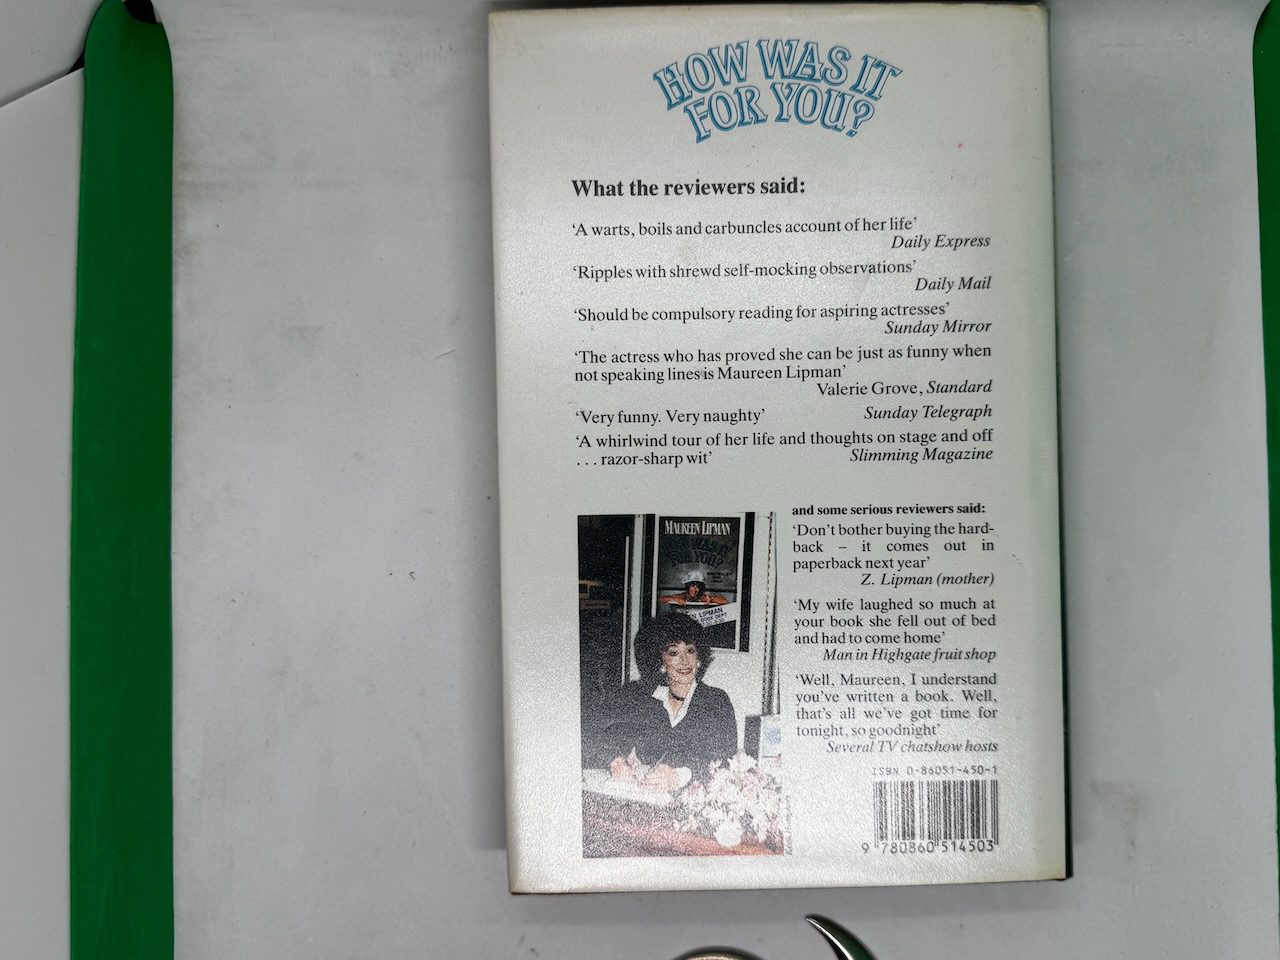 HOW WAS IT
FOR YOU?
What the reviewers said:
‘A warts, boils and carbuncles account of her life’
Daily Express
‘Ripples with shrewd self-mocking observations’
Daily Mail
‘Should be compulsory reading for aspiring actresses’
Sunday Mirror
‘The actress who has proved she can be just as funny when
not speaking lines is Maureen Lipman’
Valerie Grove, Standard
‘Very funny. Very naughty’ Sunday Telegraph
‘A whirlwind tour of her life and thoughts on stage and off
. . . razor-sharp wit’ Slimming Magazine
MAUREEN LIPMAN
HOW WAS IT
FOR YOU?
LIPMAN
and some serious reviewers said:
‘Don’t bother buying the hard-
back – it comes out in
paperback next year’
Z. Lipman (mother)
‘My wife laughed so much at
your book she fell out of bed
and had to come home’
Man in Highgate fruit shop
‘Well, Maureen, I understand
you’ve written a book. Well,
that’s all we’ve got time for
tonight, so goodnight’
Several TV chatshow hosts
ISBN 0-86051-450-1
9 780860 514503